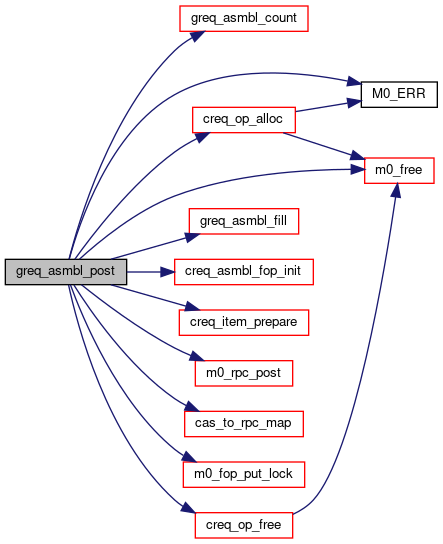 greq_asmbl_count
M0_ERR
creq_op_alloc
m0_free
greq_asmbl_fill
greq_asmbl_post
creq_asmbl_fop_init
creq_item_prepare
m0_rpc_post
cas_to_rpc_map
m0_fop_put_lock
creq_op_free